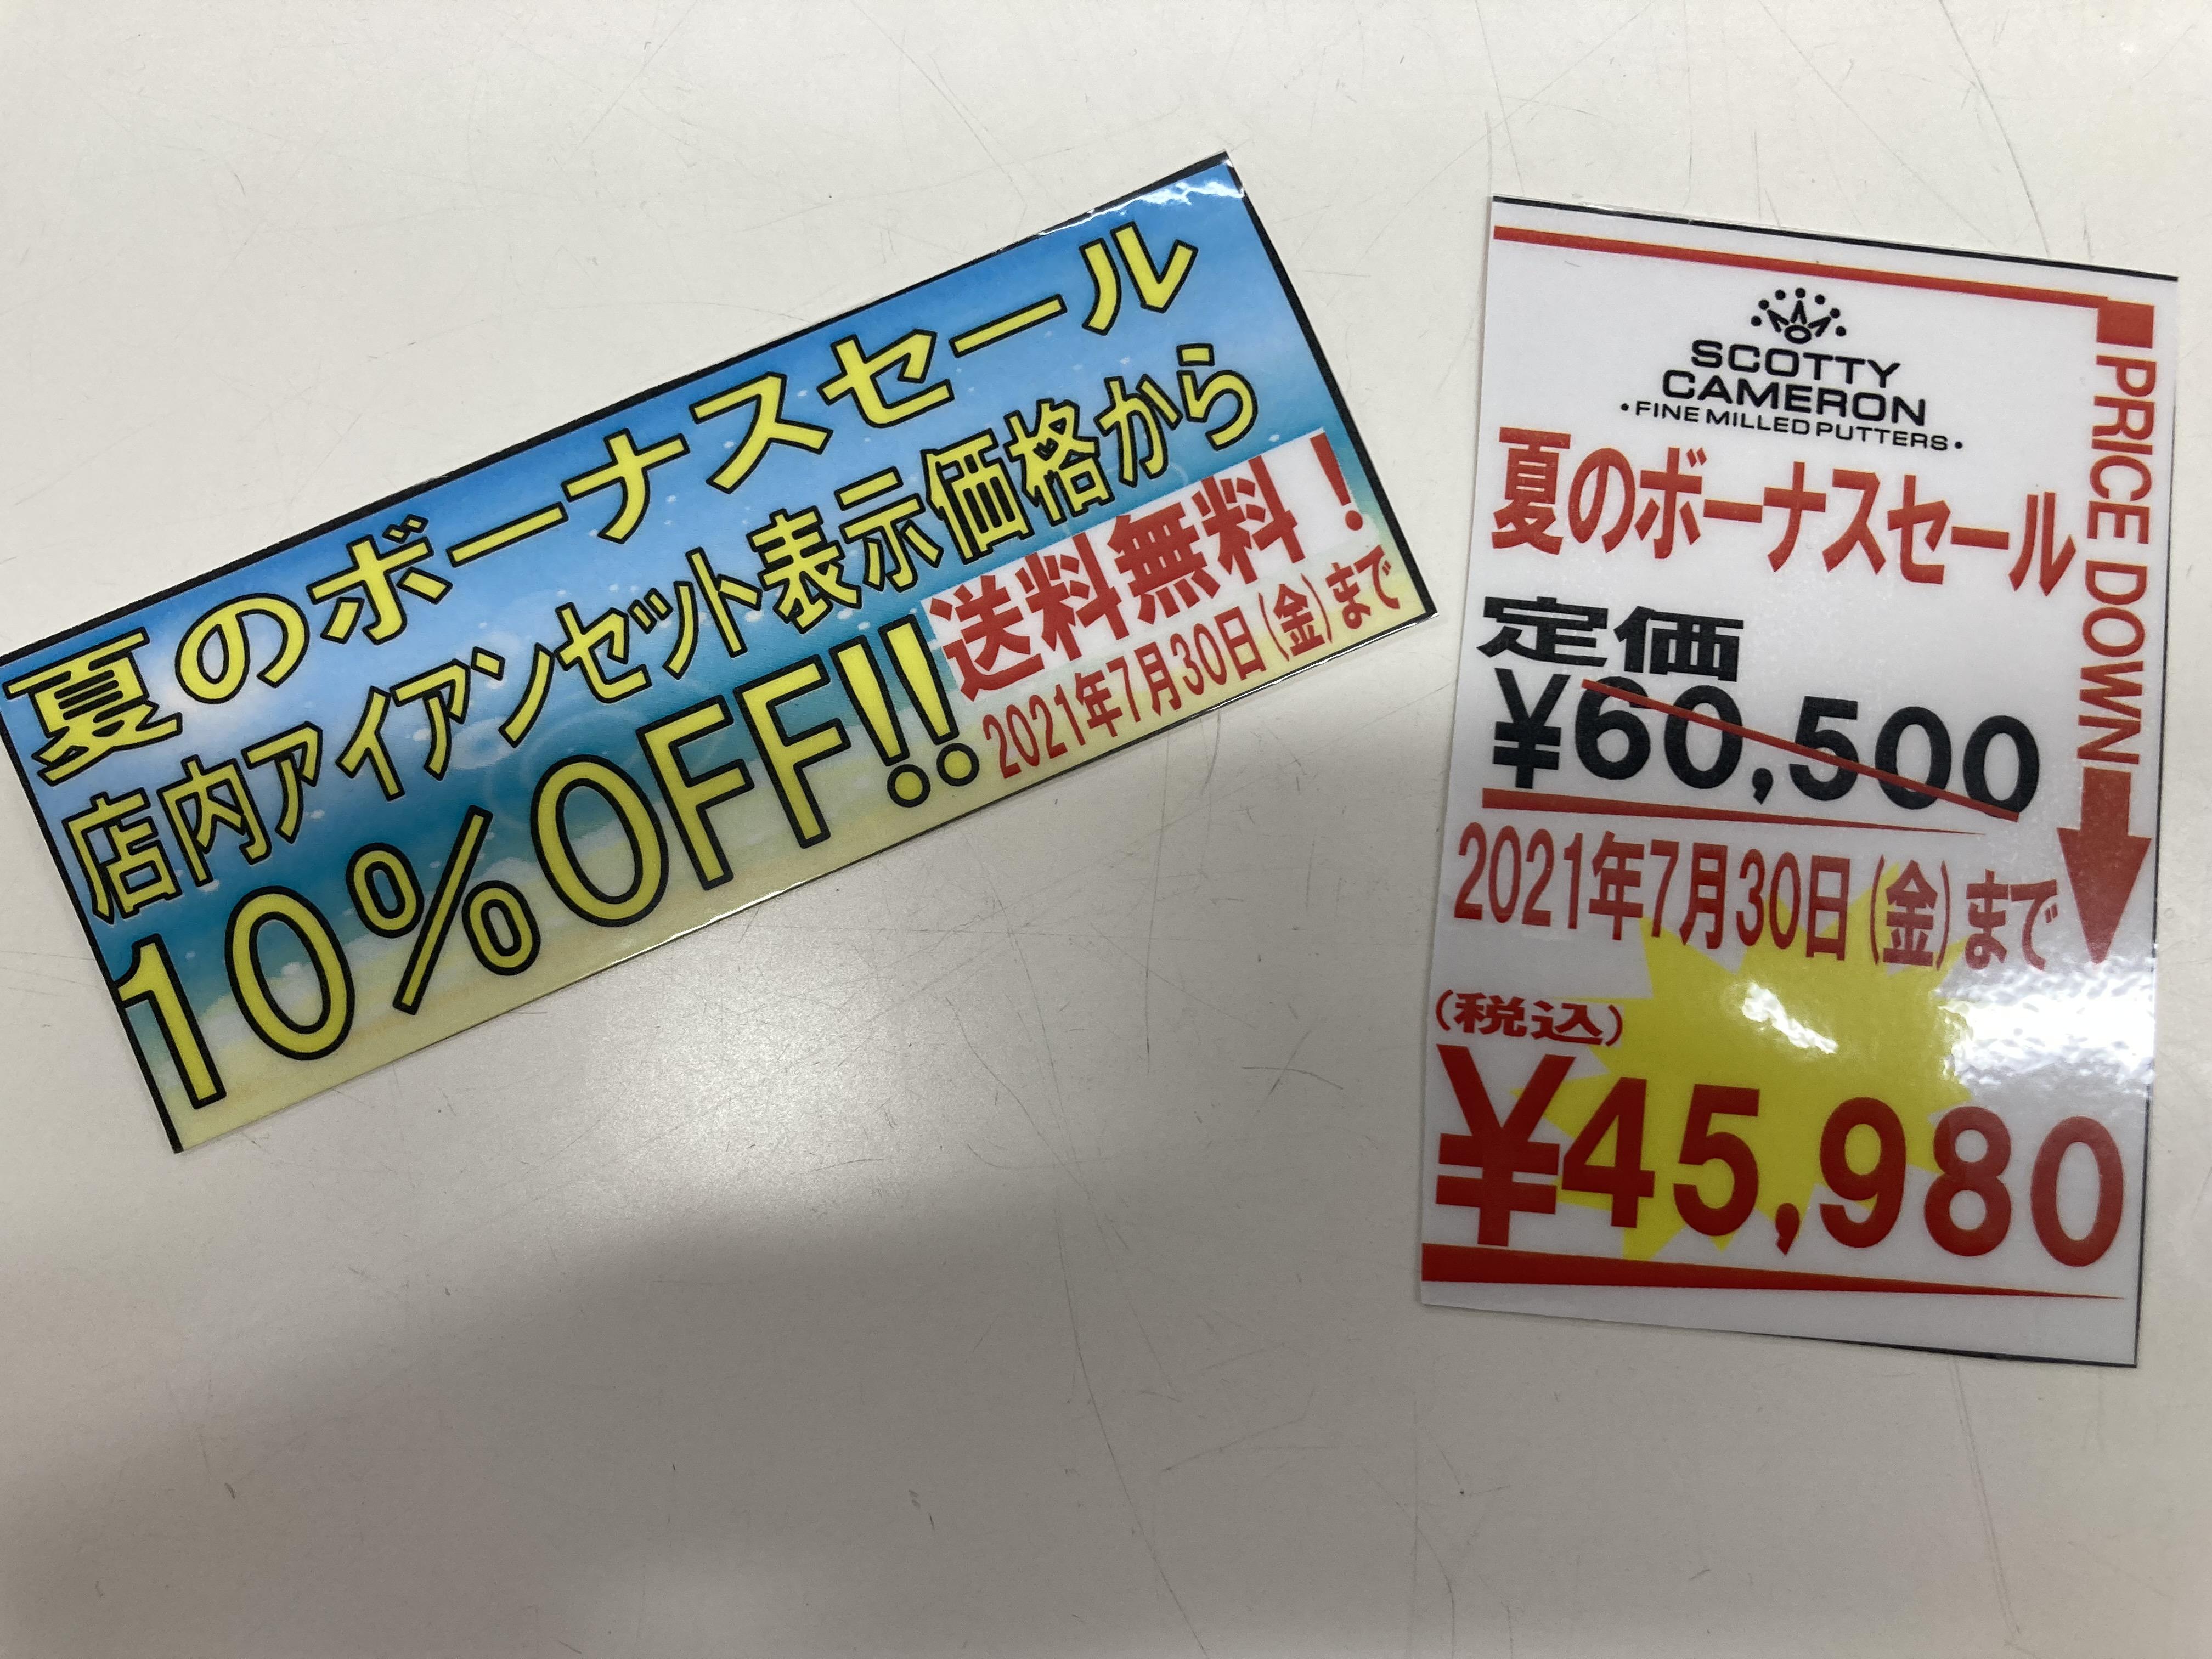 夏のボーナスセール
店内アイアンセット表示価格から
10%OFF!!
送料無料!
2021年7月30日(金)まで
SCOTTY
CAMERON
・FINE MILLED PUTTERS・
夏のボーナスセール
定価
¥60,500
2021年7月30日(金)まで
(税込)
¥45,980
PRICE DOWN